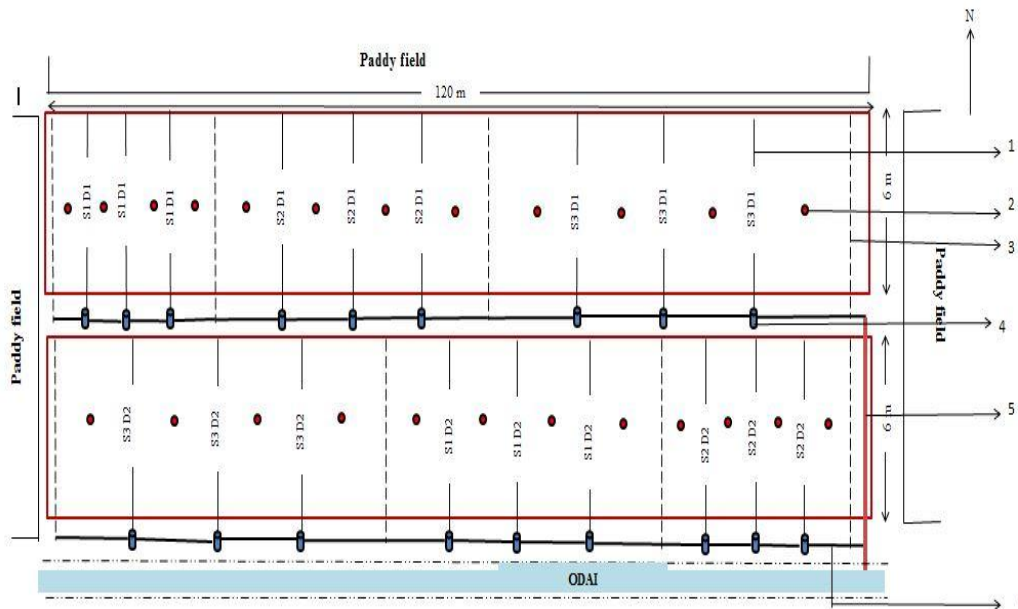 N
Paddy field
120 m
1
2
3
4
5
6 m
6 m
Paddy field
Paddy field
S1 D1
S1 D1
S1 D1
S2 D1
S2 D1
S2 D1
S3 D1
S3 D1
S3 D1
S3 D2
S3 D2
S3 D2
S1 D2
S1 D2
S1 D2
S2 D2
S2 D2
S2 D2
ODAI